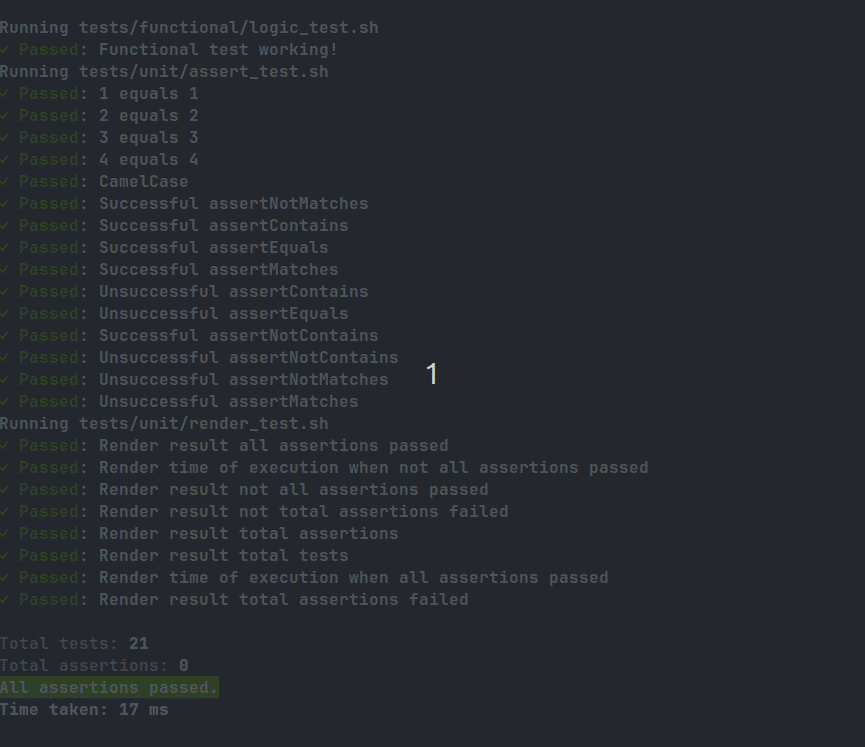 Running tests/functional/logic_test.sh
✓ Passed: Functional test working!
Running tests/unit/assert_test.sh
✓ Passed: 1 equals 1
✓ Passed: 2 equals 2
✓ Passed: 3 equals 3
✓ Passed: 4 equals 4
✓ Passed: CamelCase
✓ Passed: Successful assertNotMatches
✓ Passed: Successful assertContains
✓ Passed: Successful assertEquals
✓ Passed: Successful assertMatches
✓ Passed: Unsuccessful assertContains
✓ Passed: Unsuccessful assertEquals
✓ Passed: Successful assertNotContains
✓ Passed: Unsuccessful assertNotContains
1
✓ Passed: Unsuccessful assertNotMatches
✓ Passed: Unsuccessful assertMatches
Running tests/unit/render_test.sh
✓ Passed: Render result all assertions passed
✓ Passed: Render time of execution when not all assertions passed
✓ Passed: Render result not all assertions passed
✓ Passed: Render result not total assertions failed
✓ Passed: Render result total assertions
✓ Passed: Render result total tests
✓ Passed: Render time of execution when all assertions passed
✓ Passed: Render result total assertions failed
Total tests: 21
Total assertions: 0
All assertions passed.
Time taken: 17 ms